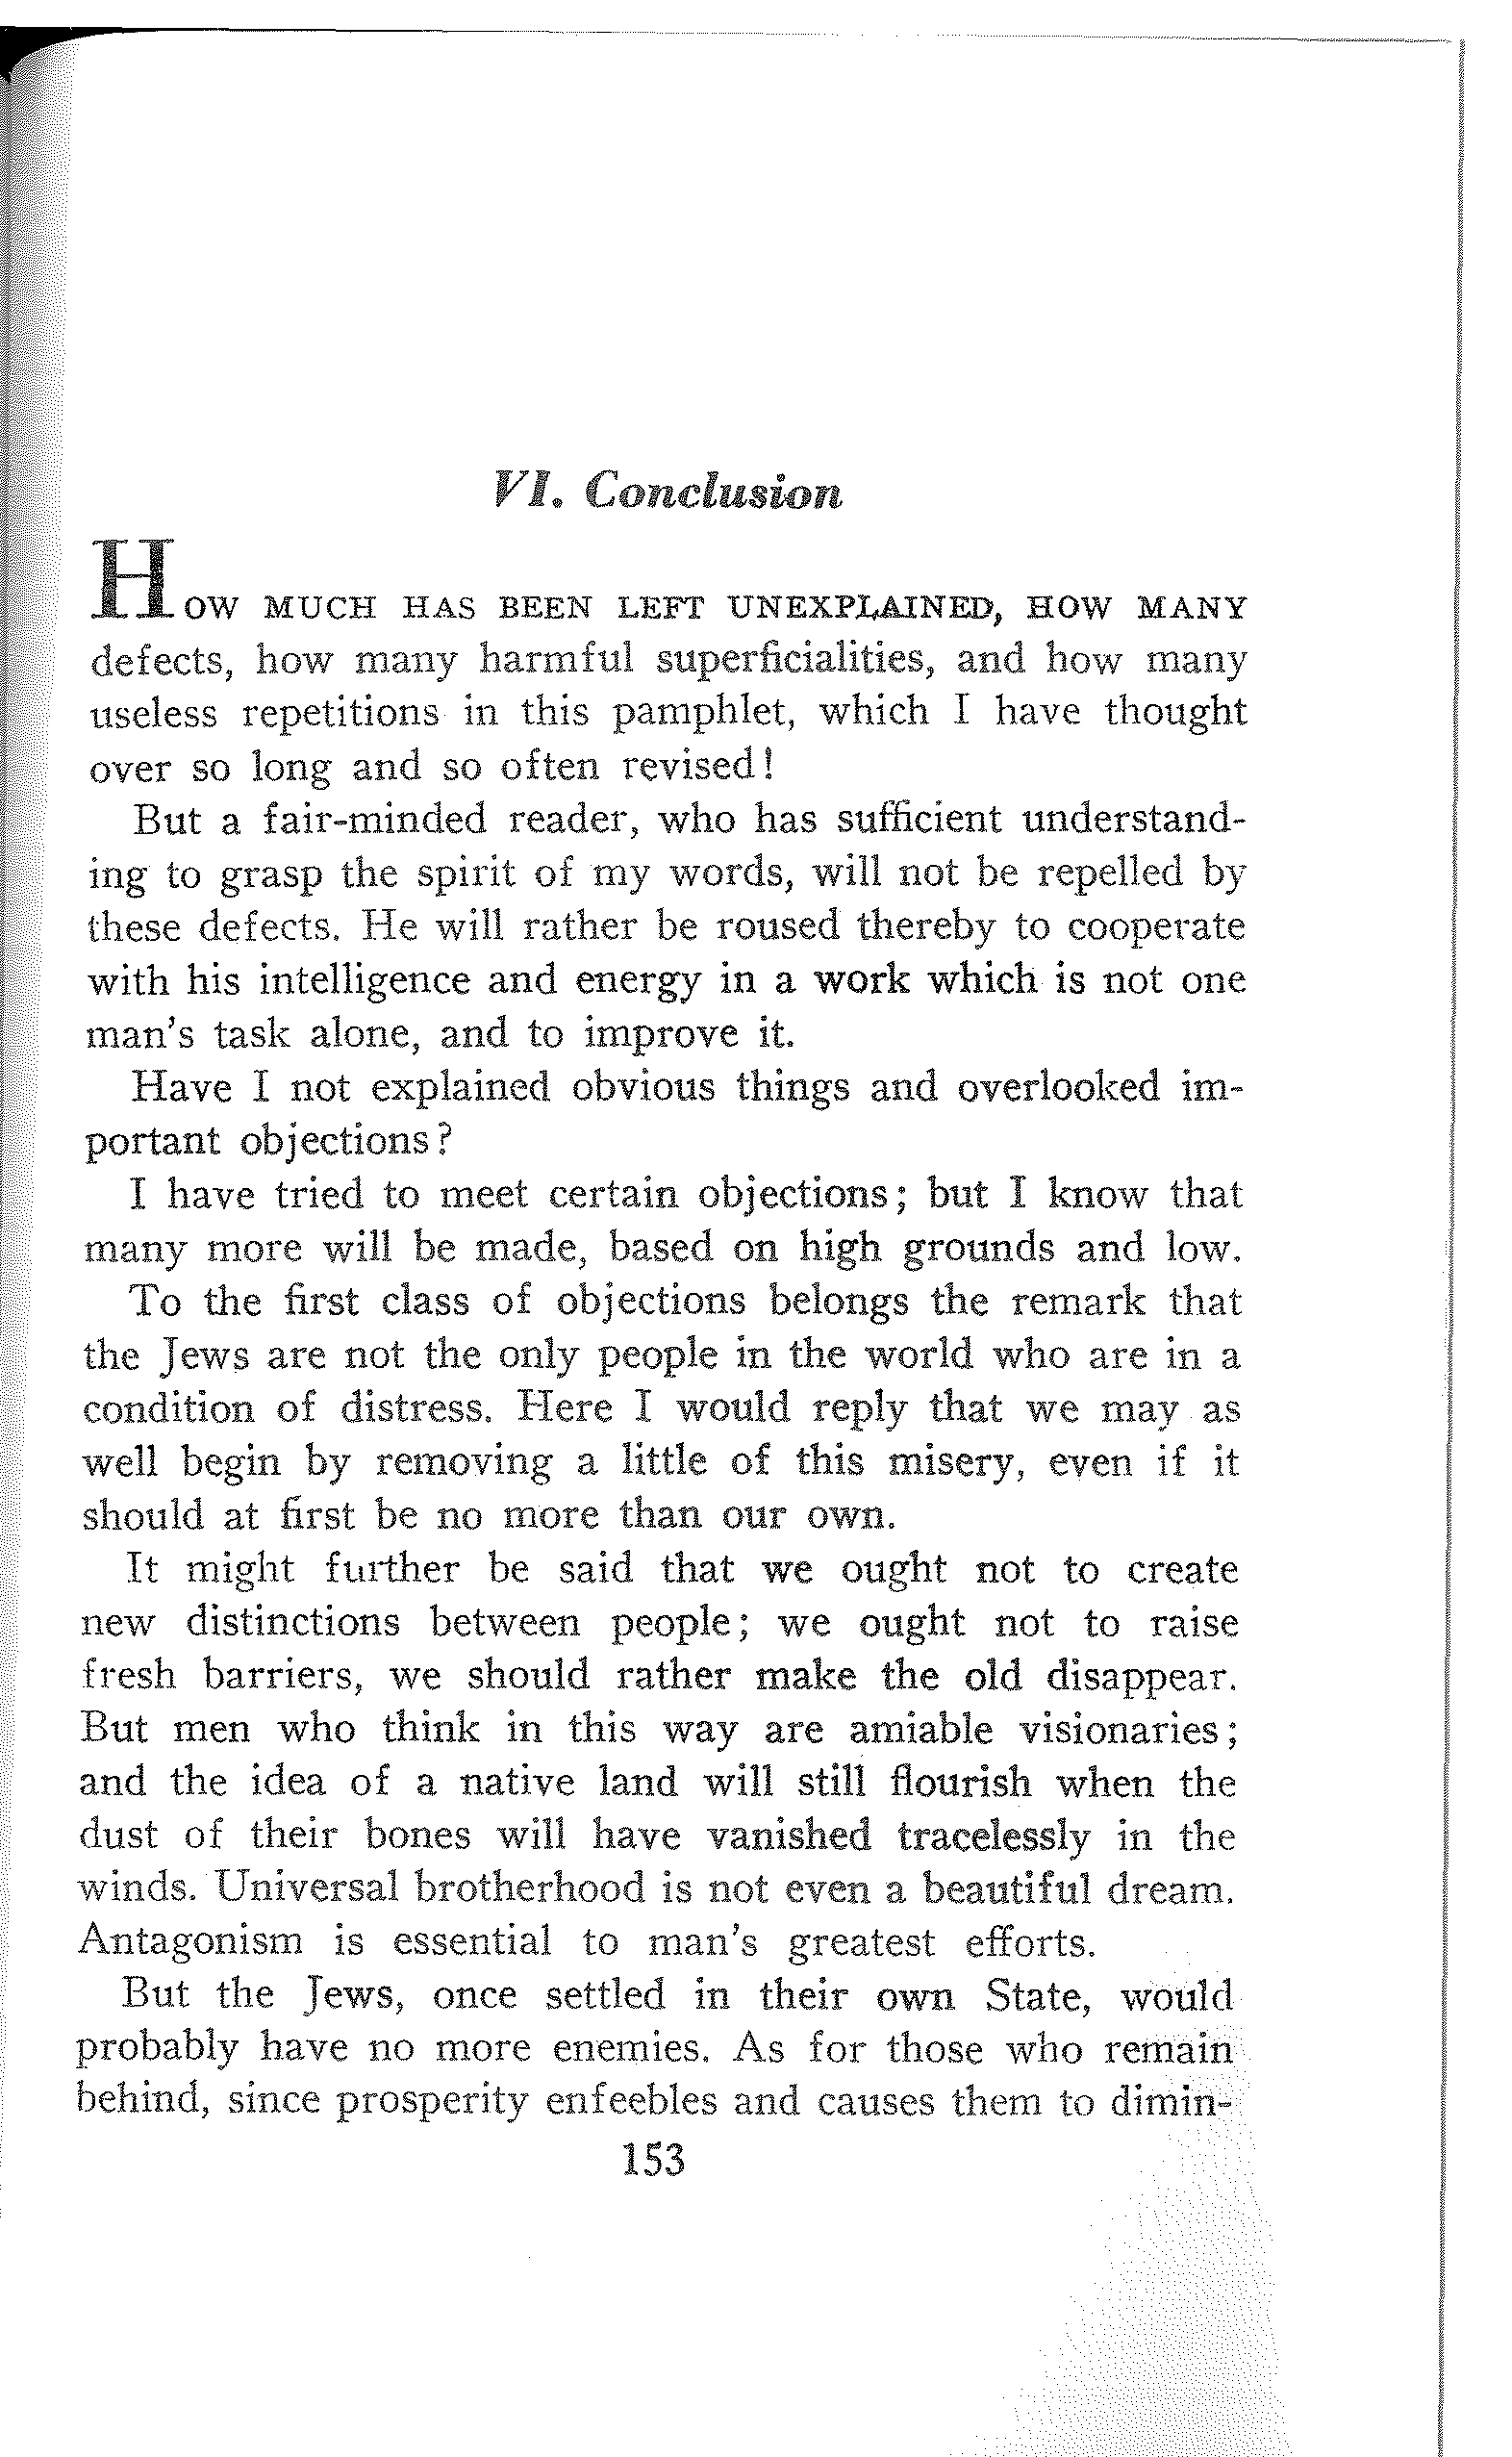 VI. Conclusion
HOW MUCH HAS BEEN LEFT UNEXPLAINED, HOW MANY
defects, how many harmful superficialities, and how many
useless repetitions in this pamphlet, which I have thought
over so long and so often revised!
But a fair-minded reader, who has sufficient understand-
ing to grasp the spirit of my words, will not be repelled by
these defects. He will rather be roused thereby to cooperate
with his intelligence and energy in a work which is not one
man's task alone, and to improve it.
Have I not explained obvious things and overlooked im-
portant objections?
I have tried to meet certain objections; but I know that
many more will be made, based on high grounds and low.
To the first class of objections belongs the remark that
the Jews are not the only people in the world who are in a
condition of distress. Here I would reply that we may as
well begin by removing a little of this misery, even if it
should at first be no more than our own.
It might further be said that we ought not to create
new distinctions between people; we ought not to raise
fresh barriers, we should rather make the old disappear.
But men who think in this way are amiable visionaries;
and the idea of a native land will still flourish when the
dust of their bones will have vanished tracelessly in the
winds. Universal brotherhood is not even a beautiful dream.
Antagonism is essential to man's greatest efforts.
But the Jews, once settled in their own State, would
probably have no more enemies. As for those who remain
behind, since prosperity enfeebles and causes them to dimin-
153